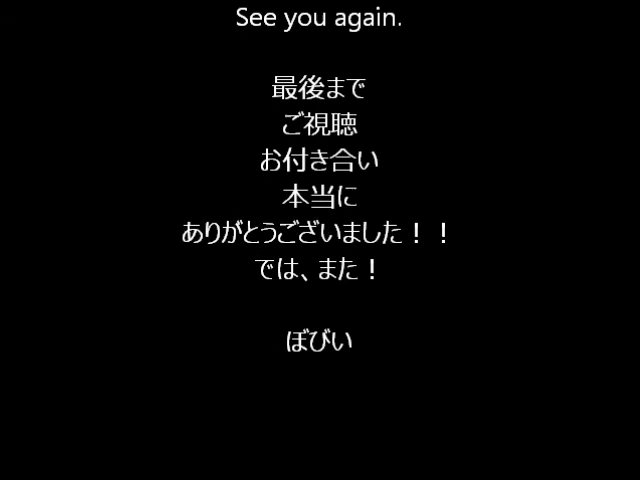 See you again.
最後まで
ご視聴
お付き合い
本当に
ありがとうございました！！
では、また！
ぼびい